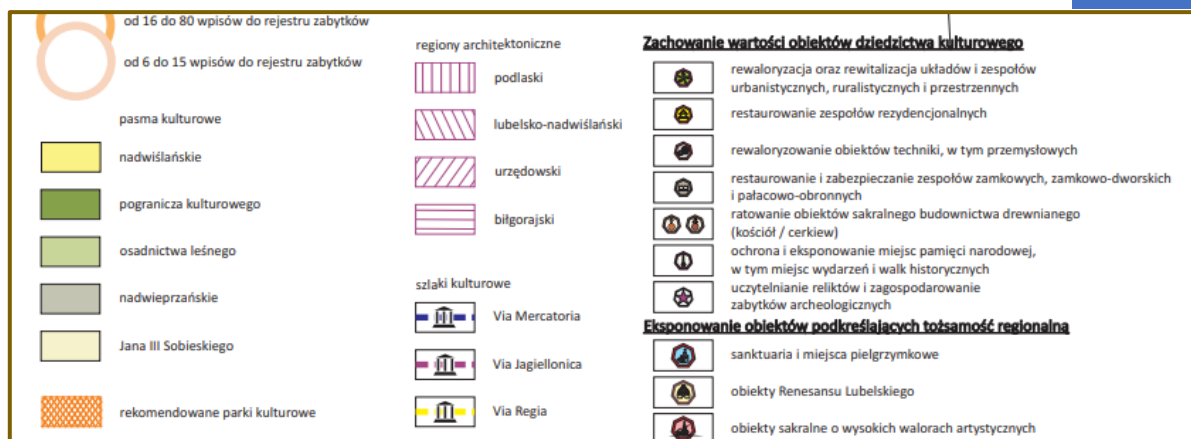 od 16 do 80 wpisów do rejestru zabytków
od 6 do 15 wpisów do rejestru zabytków
pasma kulturowe
nadwiślańskie
pogranicza kulturowego
osadnictwa leśnego
nadwieprzańskie
Jana III Sobieskiego
rekomendowane parki kulturowe
regiony architektoniczne
podlaski
lubelsko-nadwiślański
urzędowski
biłgorajski
szlaki kulturowe
Via Mercatoria
Via Jagiellonica
Via Regia
Zachowanie wartości obiektów dziedzictwa kulturowego
rewaloryzacja oraz rewitalizacja układów i zespołów
urbanistycznych, ruralistycznych i przestrzennych
restaurowanie zespołów rezydencjonalnych
rewaloryzowanie obiektów techniki, w tym przemysłowych
restaurowanie i zabezpieczanie zespołów zamkowych, zamkowo-dworskich
i pałacowo-obronnych
ratowanie obiektów sakralnego budownictwa drewnianego
(kościół / cerkiew)
ochrona i eksponowanie miejsc pamięci narodowej,
w tym miejsc wydarzeń i walk historycznych
uczytelnianie reliktów i zagospodarowanie
zabytków archeologicznych
Eksponowanie obiektów podkreślających tożsamość regionalną
sanktuaria i miejsca pielgrzymkowe
obiekty Renesansu Lubelskiego
obiekty sakralne o wysokich walorach artystycznych